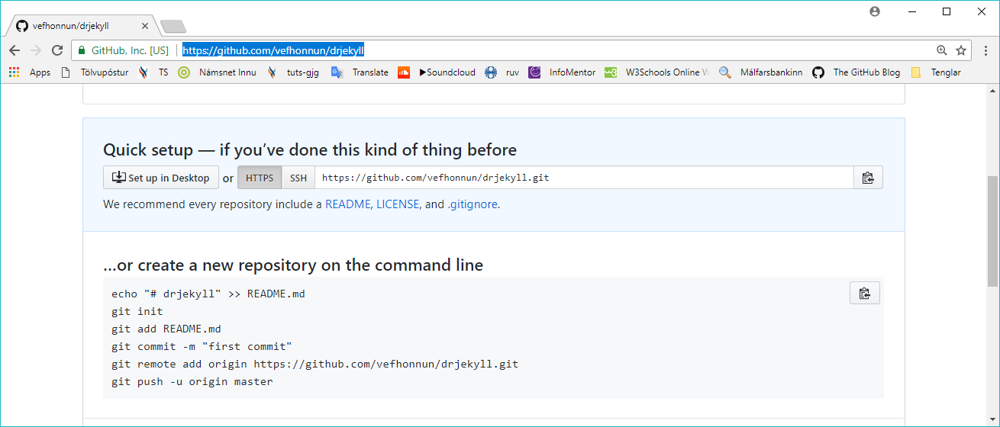 vefhonnun/drjekyll
GitHub, Inc. [US] https://github.com/vefhonnun/drjekyll
Apps Tölvupóstur TS Námsnet Innu tuts-gjg Translate ▶Soundcloud ruv InfoMentor W3Schools Online W Málfarsbankinn The GitHub Blog Tenglar
Quick setup — if you’ve done this kind of thing before
Set up in Desktop or HTTPS SSH https://github.com/vefhonnun/drjekyll.git
We recommend every repository include a README, LICENSE, and .gitignore.
…or create a new repository on the command line
echo "# drjekyll" >> README.md
git init
git add README.md
git commit -m "first commit"
git remote add origin https://github.com/vefhonnun/drjekyll.git
git push -u origin master